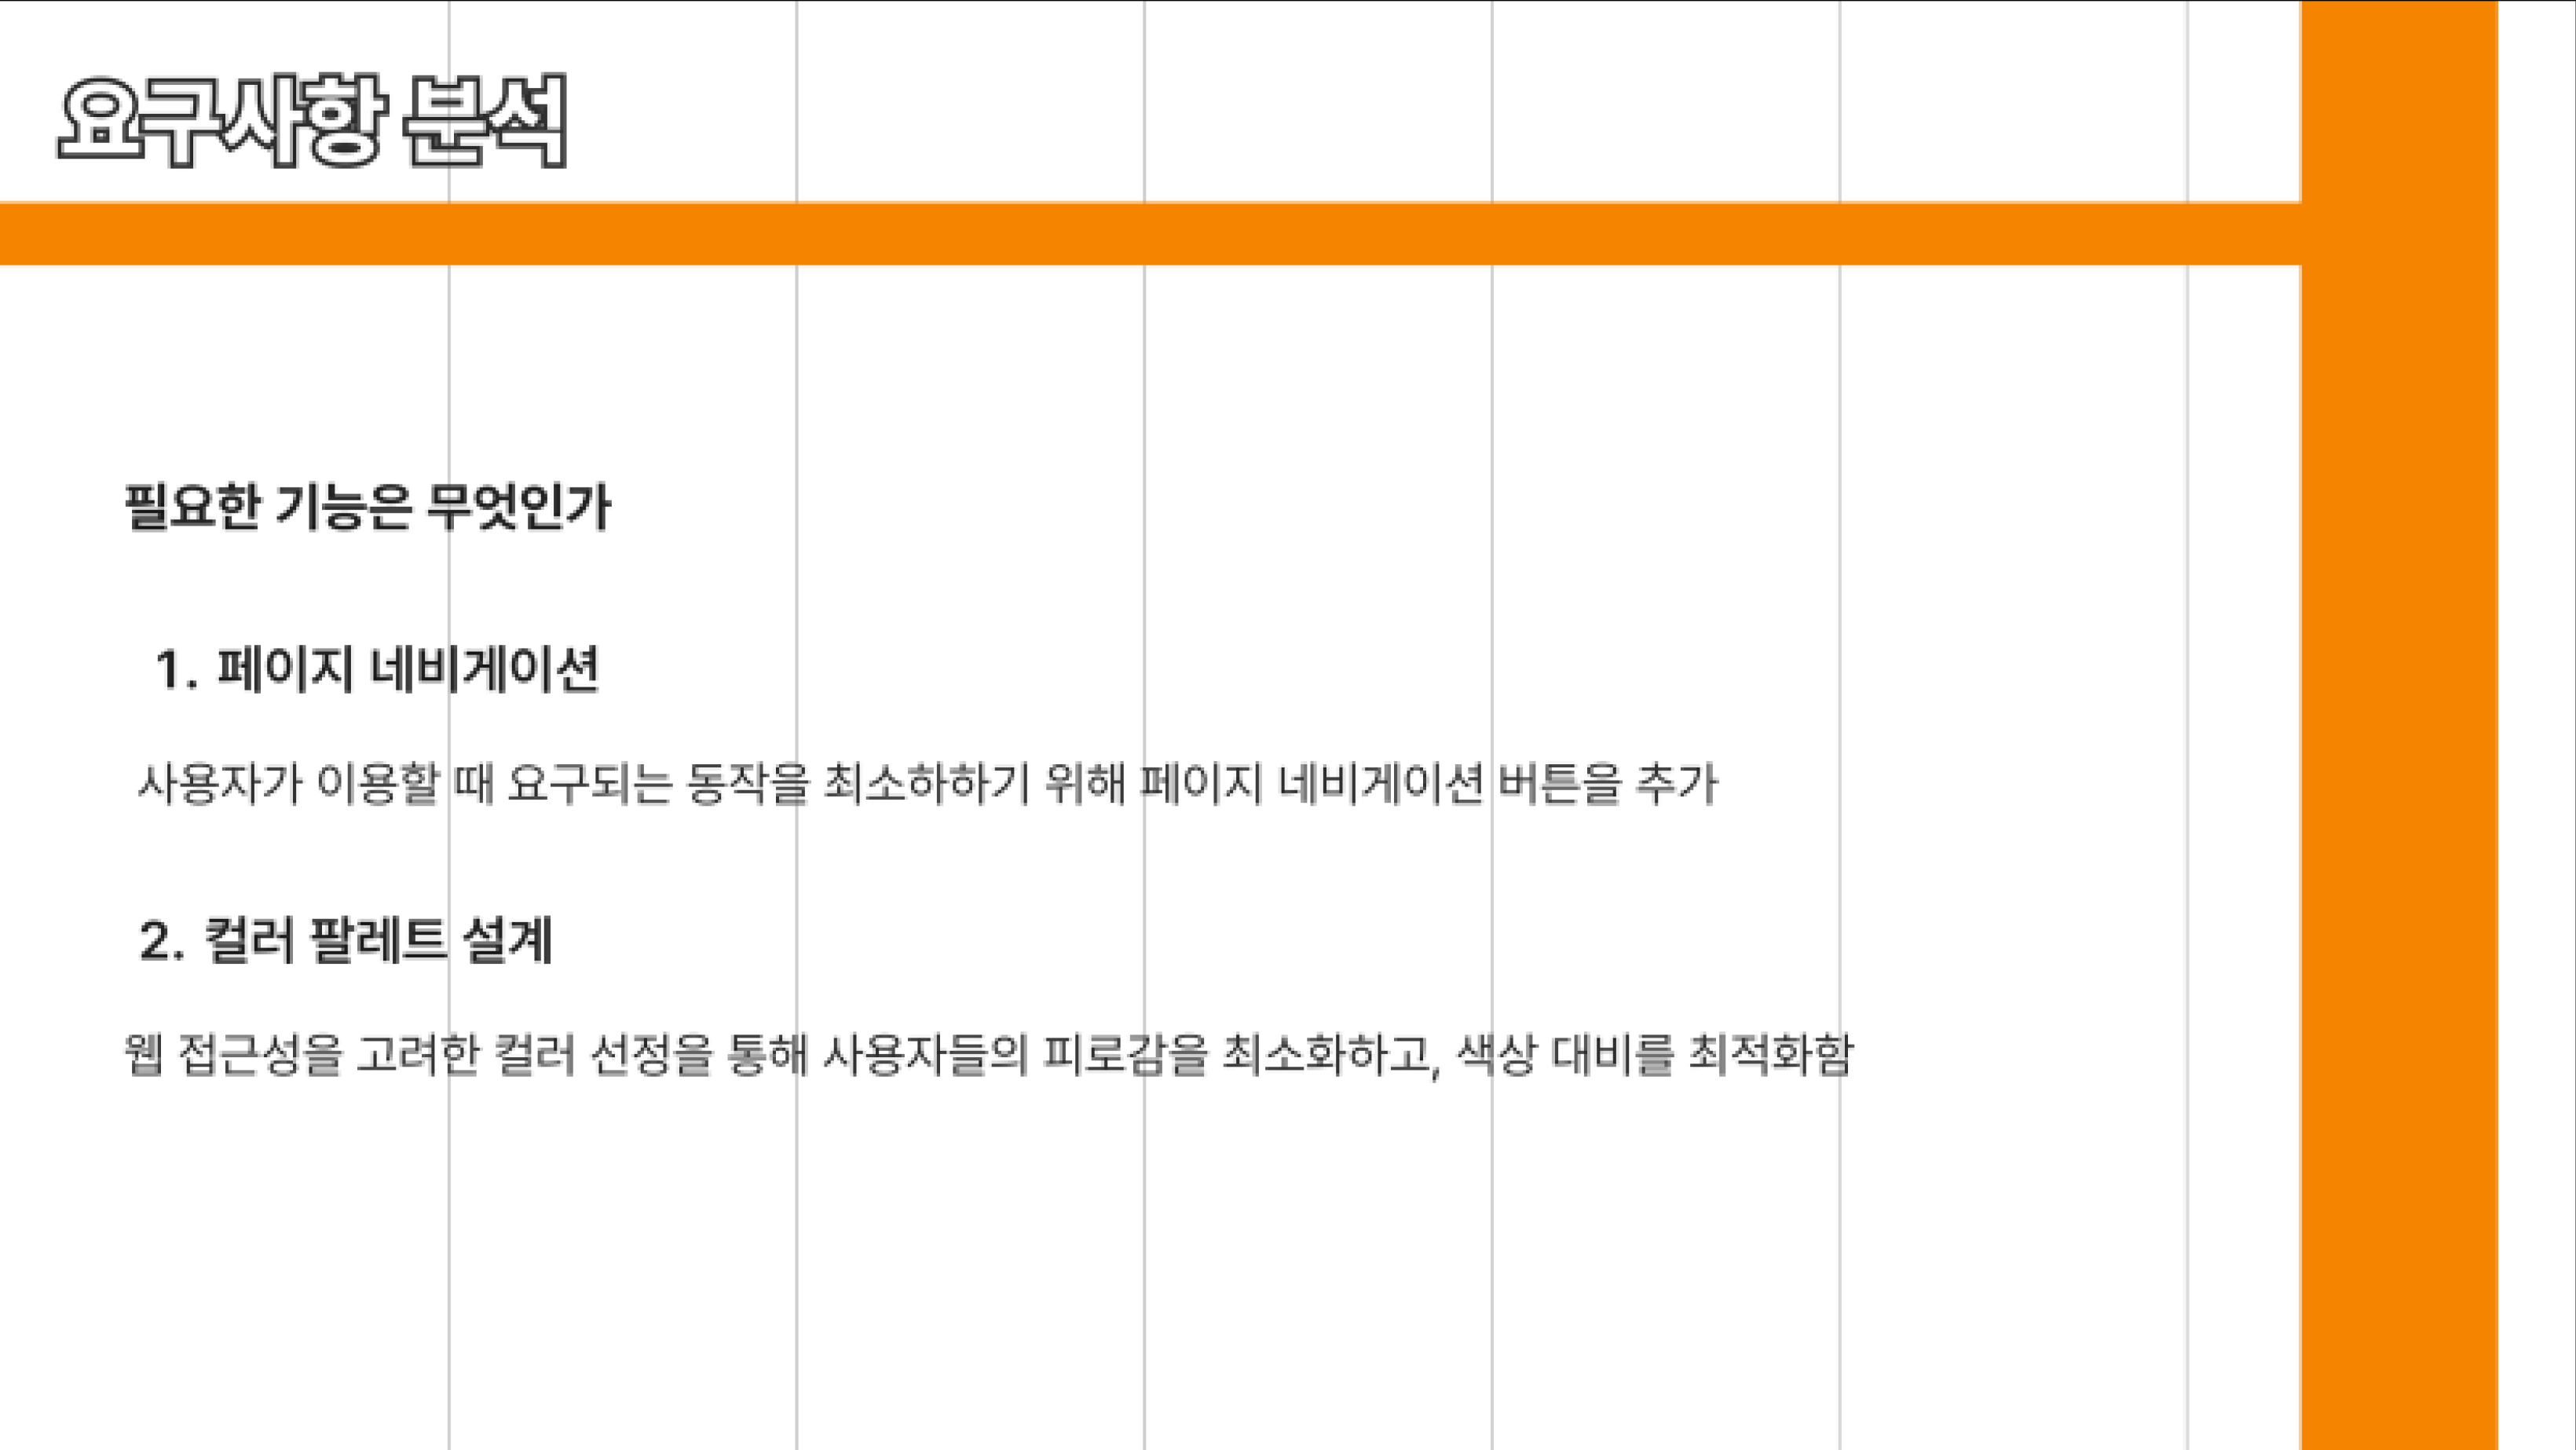 요구사항 분석
필요한 기능은 무엇인가
1. 페이지 네비게이션
사용자가 이용할 때 요구되는 동작을 최소하하기 위해 페이지 네비게이션 버튼을 추가
2. 컬러 팔레트 설계
웹 접근성을 고려한 컬러 선정을 통해 사용자들의 피로감을 최소화하고, 색상 대비를 최적화함